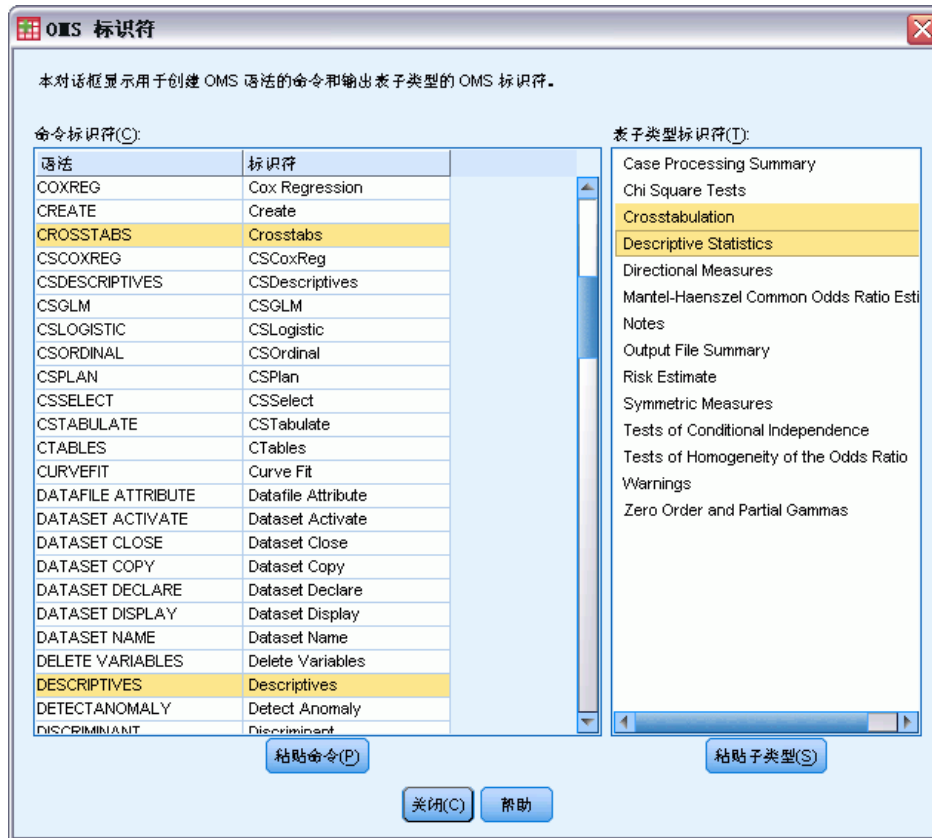 OMS 标识符
本对话框显示用于创建 OMS 语法的命令和输出表子类型的 OMS 标识符。
命令标识符(C):
语法 标识符
COXREG Cox Regression
CREATE Create
CROSSTABS Crosstabs
CSCOXREG CSCoxReg
CSDESCRIPTIVES CSDescriptives
CSGLM CSGLM
CSLOGISTIC CSLogistic
CSORDINAL CSOrdinal
CSPLAN CSPlan
CSSELECT CSSelect
CSTABULATE CSTabulate
CTABLES CTables
CURVEFIT Curve Fit
DATAFILE ATTRIBUTE Datafile Attribute
DATASET ACTIVATE Dataset Activate
DATASET CLOSE Dataset Close
DATASET COPY Dataset Copy
DATASET DECLARE Dataset Declare
DATASET DISPLAY Dataset Display
DATASET NAME Dataset Name
DELETE VARIABLES Delete Variables
DESCRIPTIVES Descriptives
DETECTANOMALY Detect Anomaly
DISCRIMINANT Discriminant
粘贴命令(P)
表子类型标识符(T):
Case Processing Summary
Chi Square Tests
Crosstabulation
Descriptive Statistics
Directional Measures
Mantel-Haenszel Common Odds Ratio Esti
Notes
Output File Summary
Risk Estimate
Symmetric Measures
Tests of Conditional Independence
Tests of Homogeneity of the Odds Ratio
Warnings
Zero Order and Partial Gammas
粘贴子类型(S)
关闭(C) 帮助